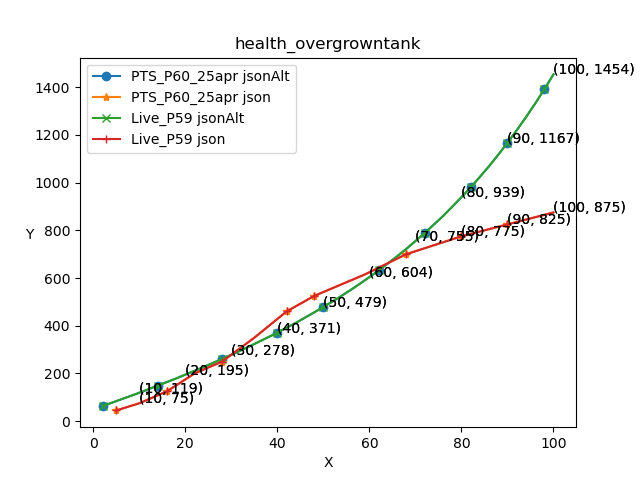 health_overgrowntank
PTS_P60_25apr jsonAlt
PTS_P60_25apr json
Live_P59 jsonAlt
Live_P59 json
Y
1400
1200
1000
800
600
400
200
0
(100, 1454)
(90, 1167)
(80, 939)
(100, 875)
(90, 825)
(80, 775)
(70, 755)
(60, 604)
(50, 479)
(40, 371)
(30, 278)
(20, 195)
(10, 119)
(10, 75)
0 20 40 60 80 100
X